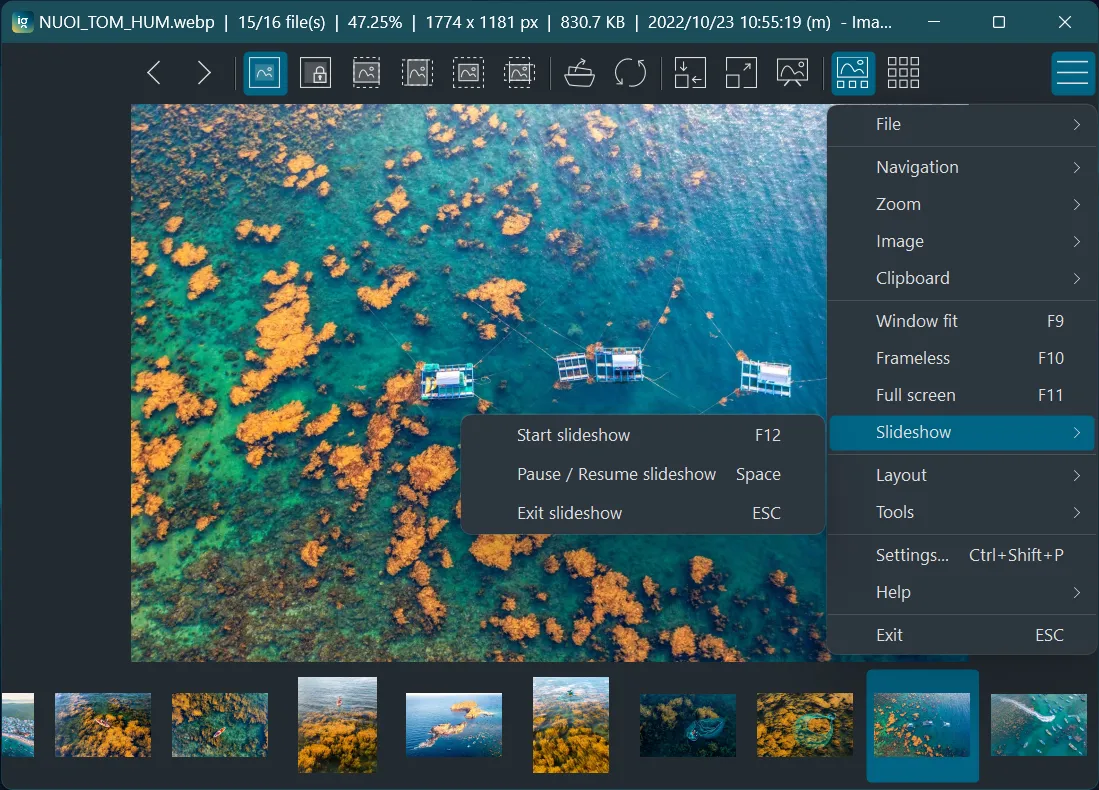 ig NUOI_TOM_HUM.webp | 15/16 file(s) | 47.25% | 1774 x 1181 px | 830.7 KB | 2022/10/23 10:55:19 (m) - Ima...
File
Navigation
Zoom
Image
Clipboard
Window fit F9
Frameless F10
Full screen F11
Slideshow
Start slideshow F12
Pause / Resume slideshow Space
Exit slideshow ESC
Layout
Tools
Settings... Ctrl+Shift+P
Help
Exit ESC